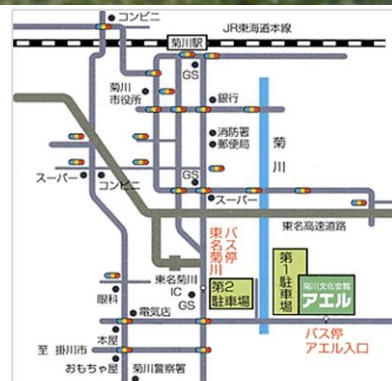 コンビニ
JR東海道本線
菊川駅
GS
菊川
市役所
銀行
消防署
郵便局
菊川
GS
スーパー
コンビニ
スーパー
東名高速道路
バス停
東名菊川
東名菊川
IC
GS
第2
駐車場
第1
駐車場
菊川文化会館
アエル
眼科
電気店
本屋
バス停
アエル入口
至 掛川市
おもちゃ屋
菊川警察署